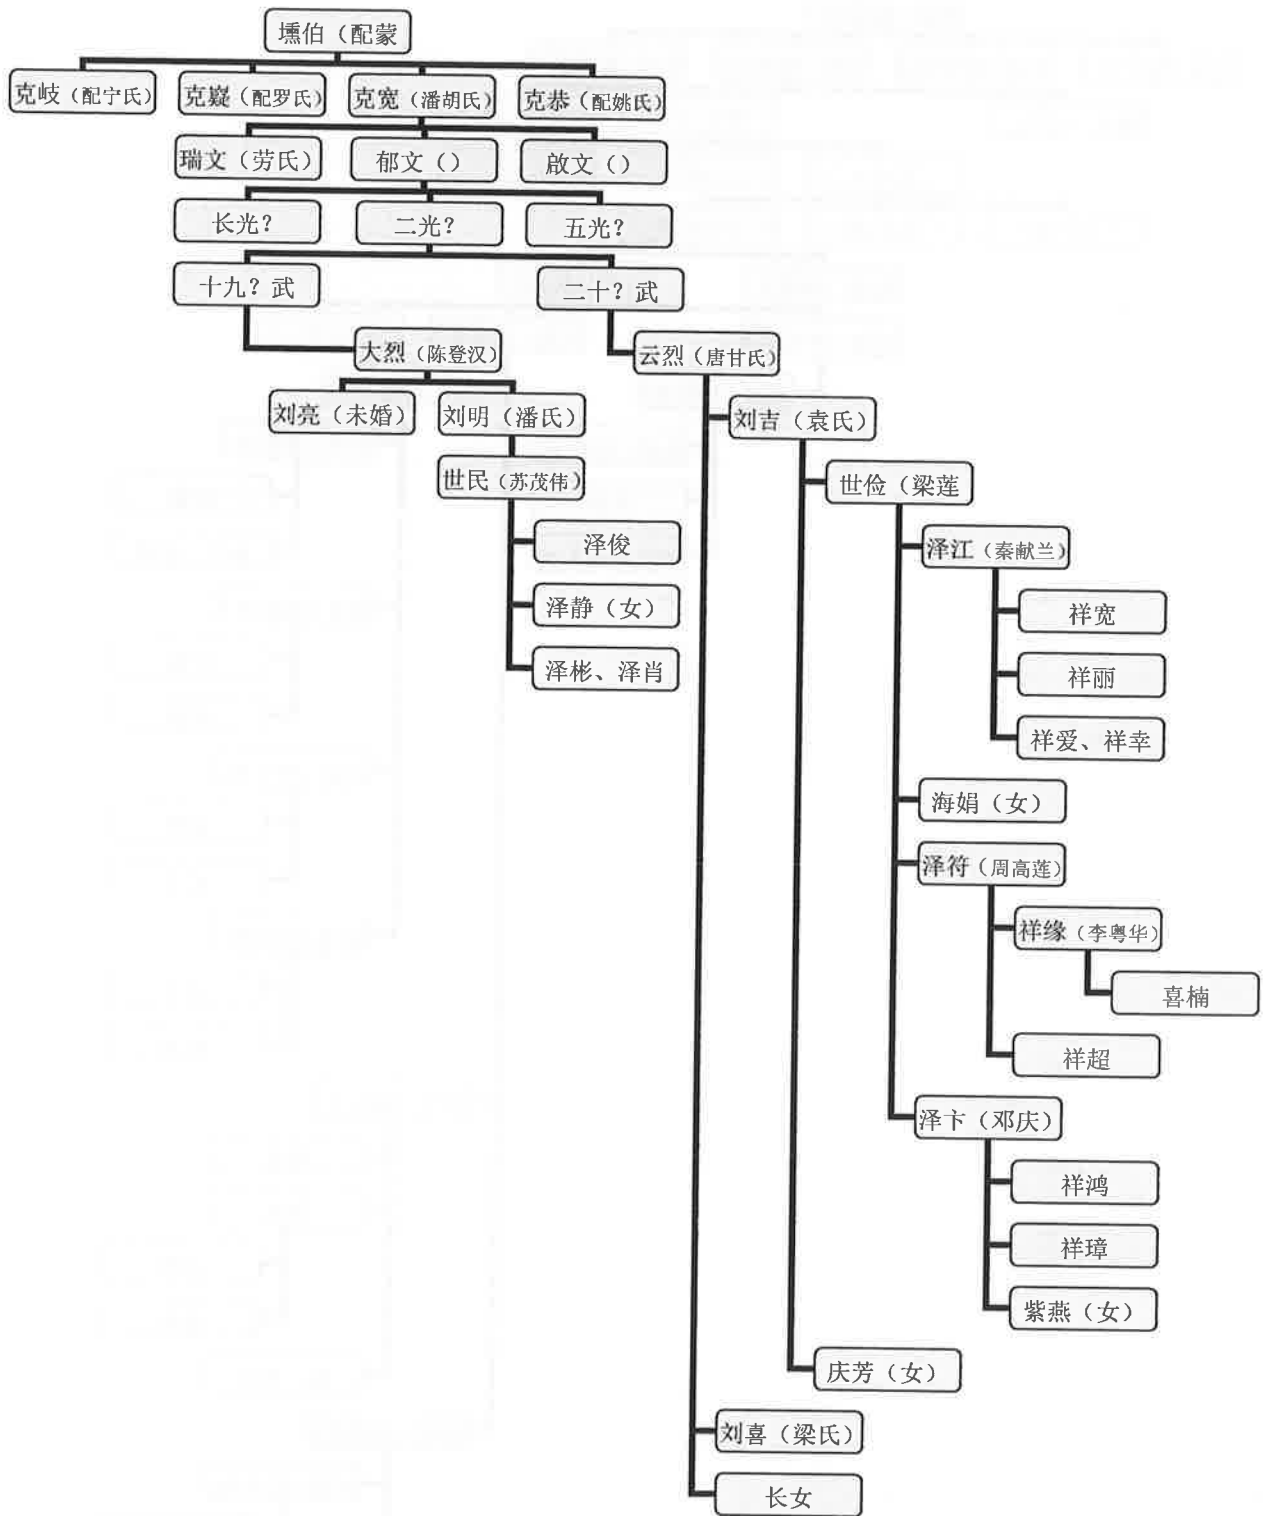 壎伯（配蒙
克岐（配宁氏）
克嶷（配罗氏）
克宽（潘胡氏）
克恭（配姚氏）
瑞文（劳氏）
郁文（）
啟文（）
长光？
二光？
五光？
十九？武
二十？武
大烈（陈登汉）
云烈（唐甘氏）
刘亮（未婚）
刘明（潘氏）
刘吉（袁氏）
世民（苏茂伟）
世俭（梁莲
泽俊
泽江（秦献兰）
泽静（女）
祥宽
泽彬、泽肖
祥丽
祥爱、祥幸
海娟（女）
泽符（周高莲）
祥缘（李粤华）
喜楠
祥超
泽卞（邓庆）
祥鸿
祥璋
紫燕（女）
庆芳（女）
刘喜（梁氏）
长女